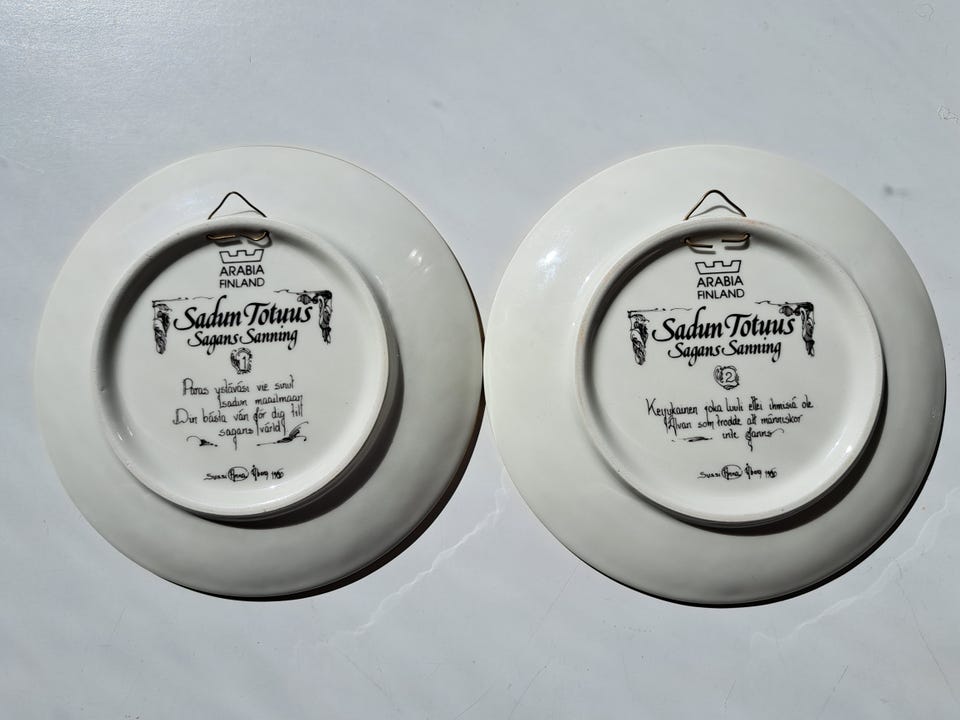 ARABIA
FINLAND
Sadun Totuus
Sagans Sanning
1
Paras ystäväsi vie sinut
sadun maailmaan
Din bästa vän för dig till
sagans värld
Sussi
ARABIA
FINLAND
Sadun Totuus
Sagans Sanning
2
Keijukainen joka luuli ettei ihmisiä ole
Älvan som trodde att människor
inte fanns
Sussi